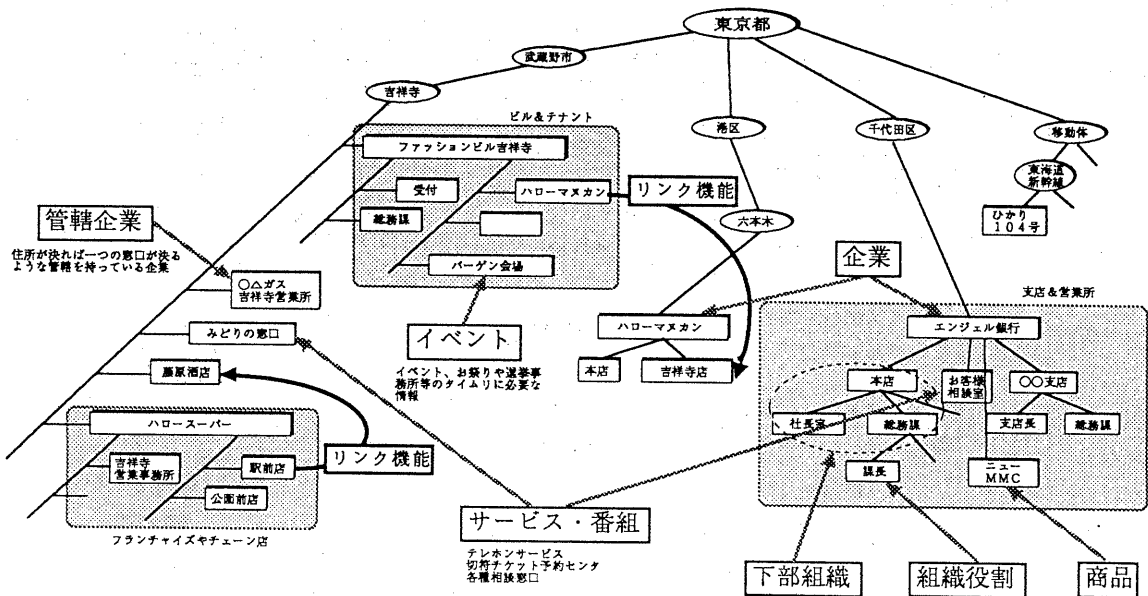 東京都
武蔵野市
吉祥寺
ビル＆テナント
港区
千代田区
移動体
ファッションビル吉祥寺
東海道
新幹線
受付
ハローマヌカン
リンク機能
総務課
六本木
ひかり
１０４号
管轄企業
住所が決れば一つの窓口が決る
ような管轄を持っている企業
バーゲン会場
企業
○△ガス
吉祥寺営業所
支店＆営業所
みどりの窓口
イベント
ハローマヌカン
エンジェル銀行
イベント、お祭りや選挙事
務所等のタイムリに必要な
情報
本店
吉祥寺店
藤原酒店
本店
お客様
相談室
○○支店
ハロースーパー
社長室
総務課
支店長
総務課
吉祥寺
営業事務所
駅前店
リンク機能
課長
ニュー
ＭＭＣ
公園前店
サービス・番組
フランチャイズやチェーン店
テレホンサービス
切符チケット予約センタ
各種相談窓口
下部組織
組織役割
商品